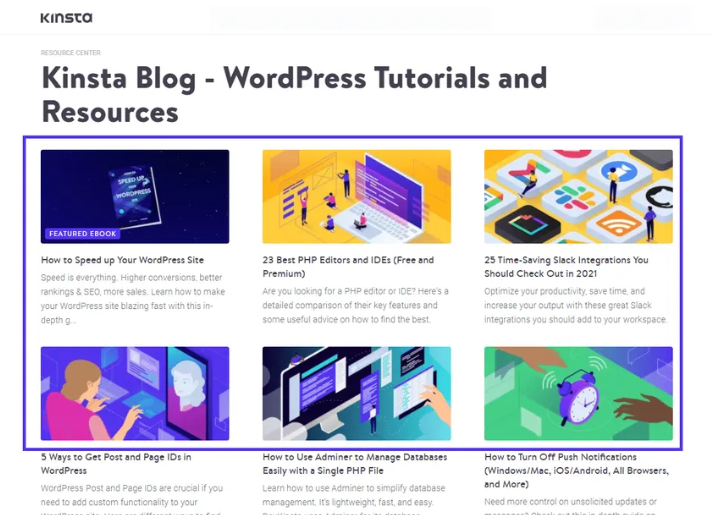 KINSTA
RESOURCE CENTER
Kinsta Blog - WordPress Tutorials and
Resources
SPEED UP
WORDPRESS
FEATURED EBOOK
How to Speed up Your WordPress Site
Speed is everything. Higher conversions, better
rankings & SEO, more sales. Learn how to make
your WordPress site blazing fast with this in-
depth g...
23 Best PHP Editors and IDEs (Free and
Premium)
Are you looking for a PHP editor or IDE? Here's a
detailed comparison of their key features and
some useful advice on how to find the best.
25 Time-Saving Slack Integrations You
Should Check Out in 2021
Optimize your productivity, save time, and
increase your output with these great Slack
integrations you should add to your workspace.
5 Ways to Get Post and Page IDs in
WordPress
WordPress Post and Page IDs are crucial if you
need to add custom functionality to your
How to Use Adminer to Manage Databases
Easily with a Single PHP File
Learn how to use Adminer to simplify database
management. It's lightweight, fast, and easy.
How to Turn Off Push Notifications
(Windows/Mac, iOS/Android, All Browsers,
and More)
Need more control on unsolicited updates or